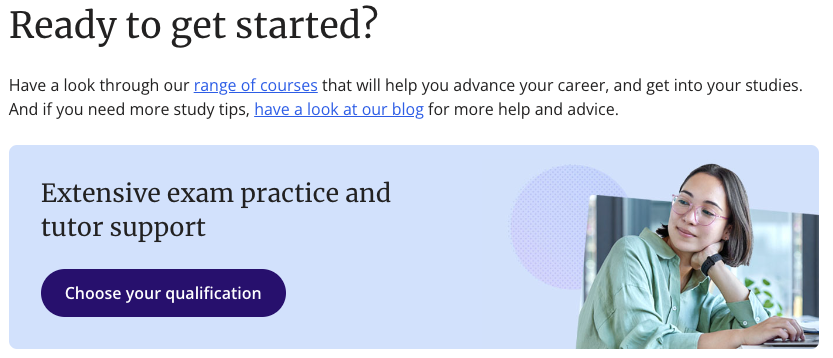 Ready to get started?
Have a look through our range of courses that will help you advance your career, and get into your studies.
And if you need more study tips, have a look at our blog for more help and advice.
Extensive exam practice and
tutor support
Choose your qualification